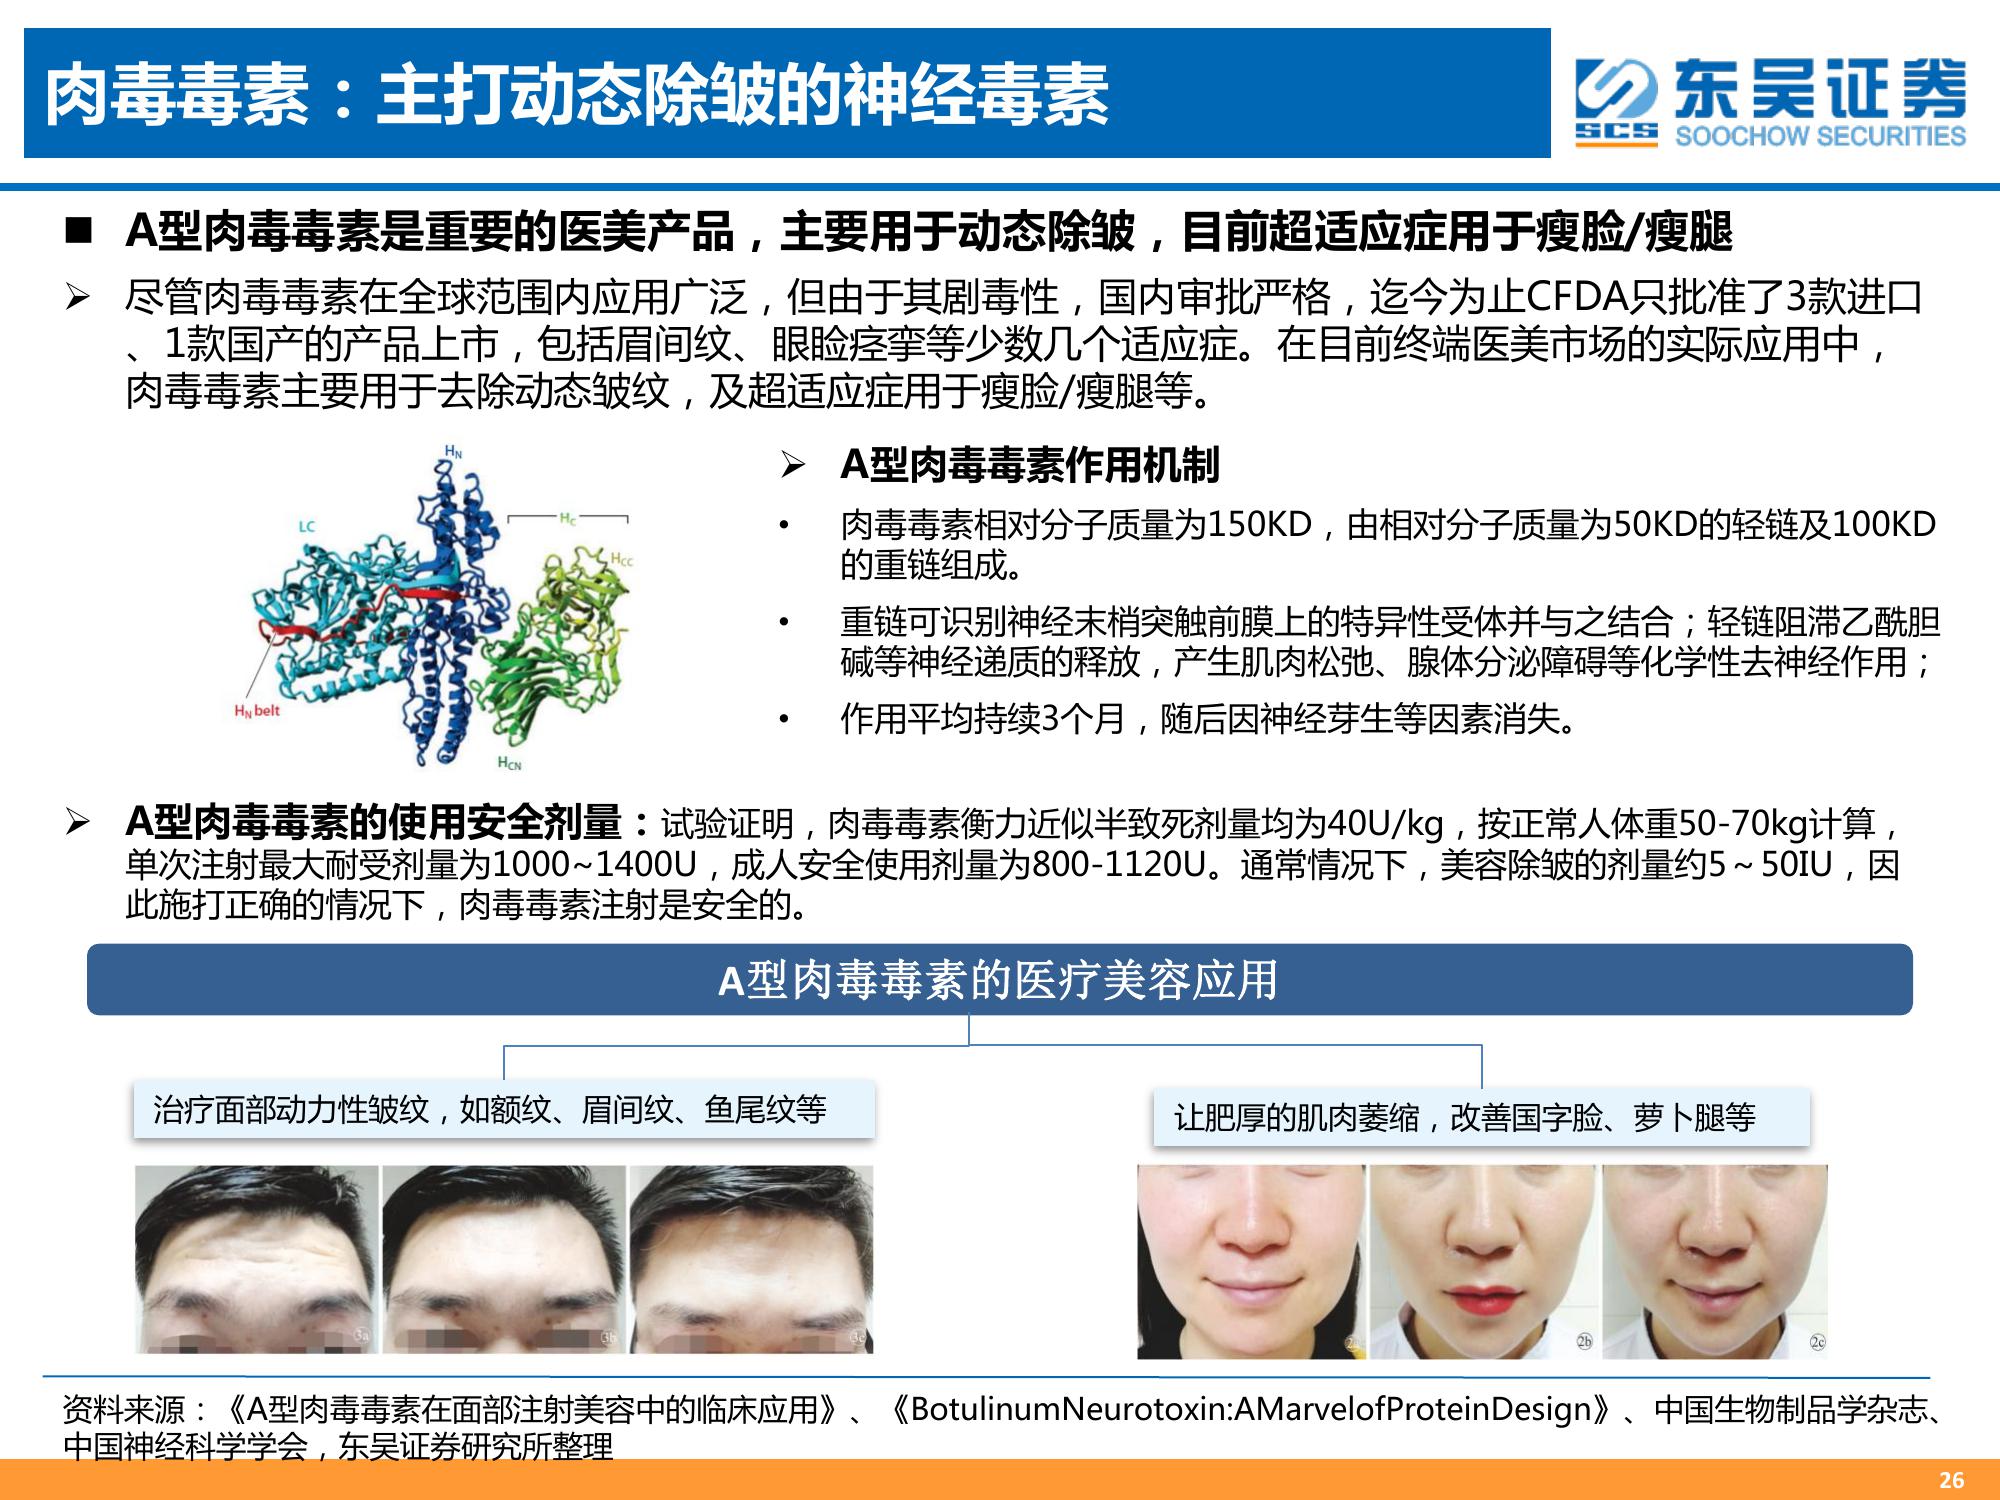 肉毒毒素：主打动态除皱的神经毒素
SCS
东吴证券
SOOCHOW SECURITIES
■ A型肉毒毒素是重要的医美产品，主要用于动态除皱，目前超适应症用于瘦脸/瘦腿
➢ 尽管肉毒毒素在全球范围内应用广泛，但由于其剧毒性，国内审批严格，迄今为止CFDA只批准了3款进口
、1款国产的产品上市，包括眉间纹、眼睑痉挛等少数几个适应症。在目前终端医美市场的实际应用中，
肉毒毒素主要用于去除动态皱纹，及超适应症用于瘦脸/瘦腿等。
HN
LC
HC
HCC
HN belt
HCN
➢ A型肉毒毒素作用机制
• 肉毒毒素相对分子质量为150KD，由相对分子质量为50KD的轻链及100KD
的重链组成。
• 重链可识别神经末梢突触前膜上的特异性受体并与之结合；轻链阻滞乙酰胆
碱等神经递质的释放，产生肌肉松弛、腺体分泌障碍等化学性去神经作用；
• 作用平均持续3个月，随后因神经芽生等因素消失。
➢ A型肉毒毒素的使用安全剂量：试验证明，肉毒毒素衡力近似半致死剂量均为40U/kg，按正常人体重50-70kg计算，
单次注射最大耐受剂量为1000~1400U，成人安全使用剂量为800-1120U。通常情况下，美容除皱的剂量约5～50IU，因
此施打正确的情况下，肉毒毒素注射是安全的。
A型肉毒毒素的医疗美容应用
治疗面部动力性皱纹，如额纹、眉间纹、鱼尾纹等
让肥厚的肌肉萎缩，改善国字脸、萝卜腿等
3a
3b
3c
2a
2b
2c
资料来源：《A型肉毒毒素在面部注射美容中的临床应用》、《BotulinumNeurotoxin:AMarvelofProteinDesign》、中国生物制品学杂志、
中国神经科学学会，东吴证券研究所整理
26